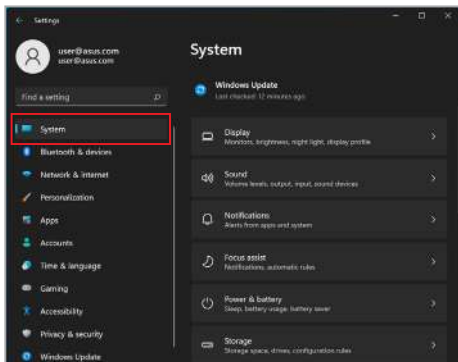 Settings
user@asus.com
user@asus.com
System
Windows Update
Last checked: 12 minutes ago
Find a setting
System
Bluetooth & devices
Network & internet
Personalization
Apps
Accounts
Time & language
Gaming
Accessibility
Privacy & security
Windows Update
Display
Monitors, brightness, night light, display profile
Sound
Volume levels, output, input, sound devices
Notifications
Alerts from apps and system
Focus assist
Notifications, automatic rules
Power & battery
Sleep, battery usage, battery saver
Storage
Storage space, drives, configuration rules